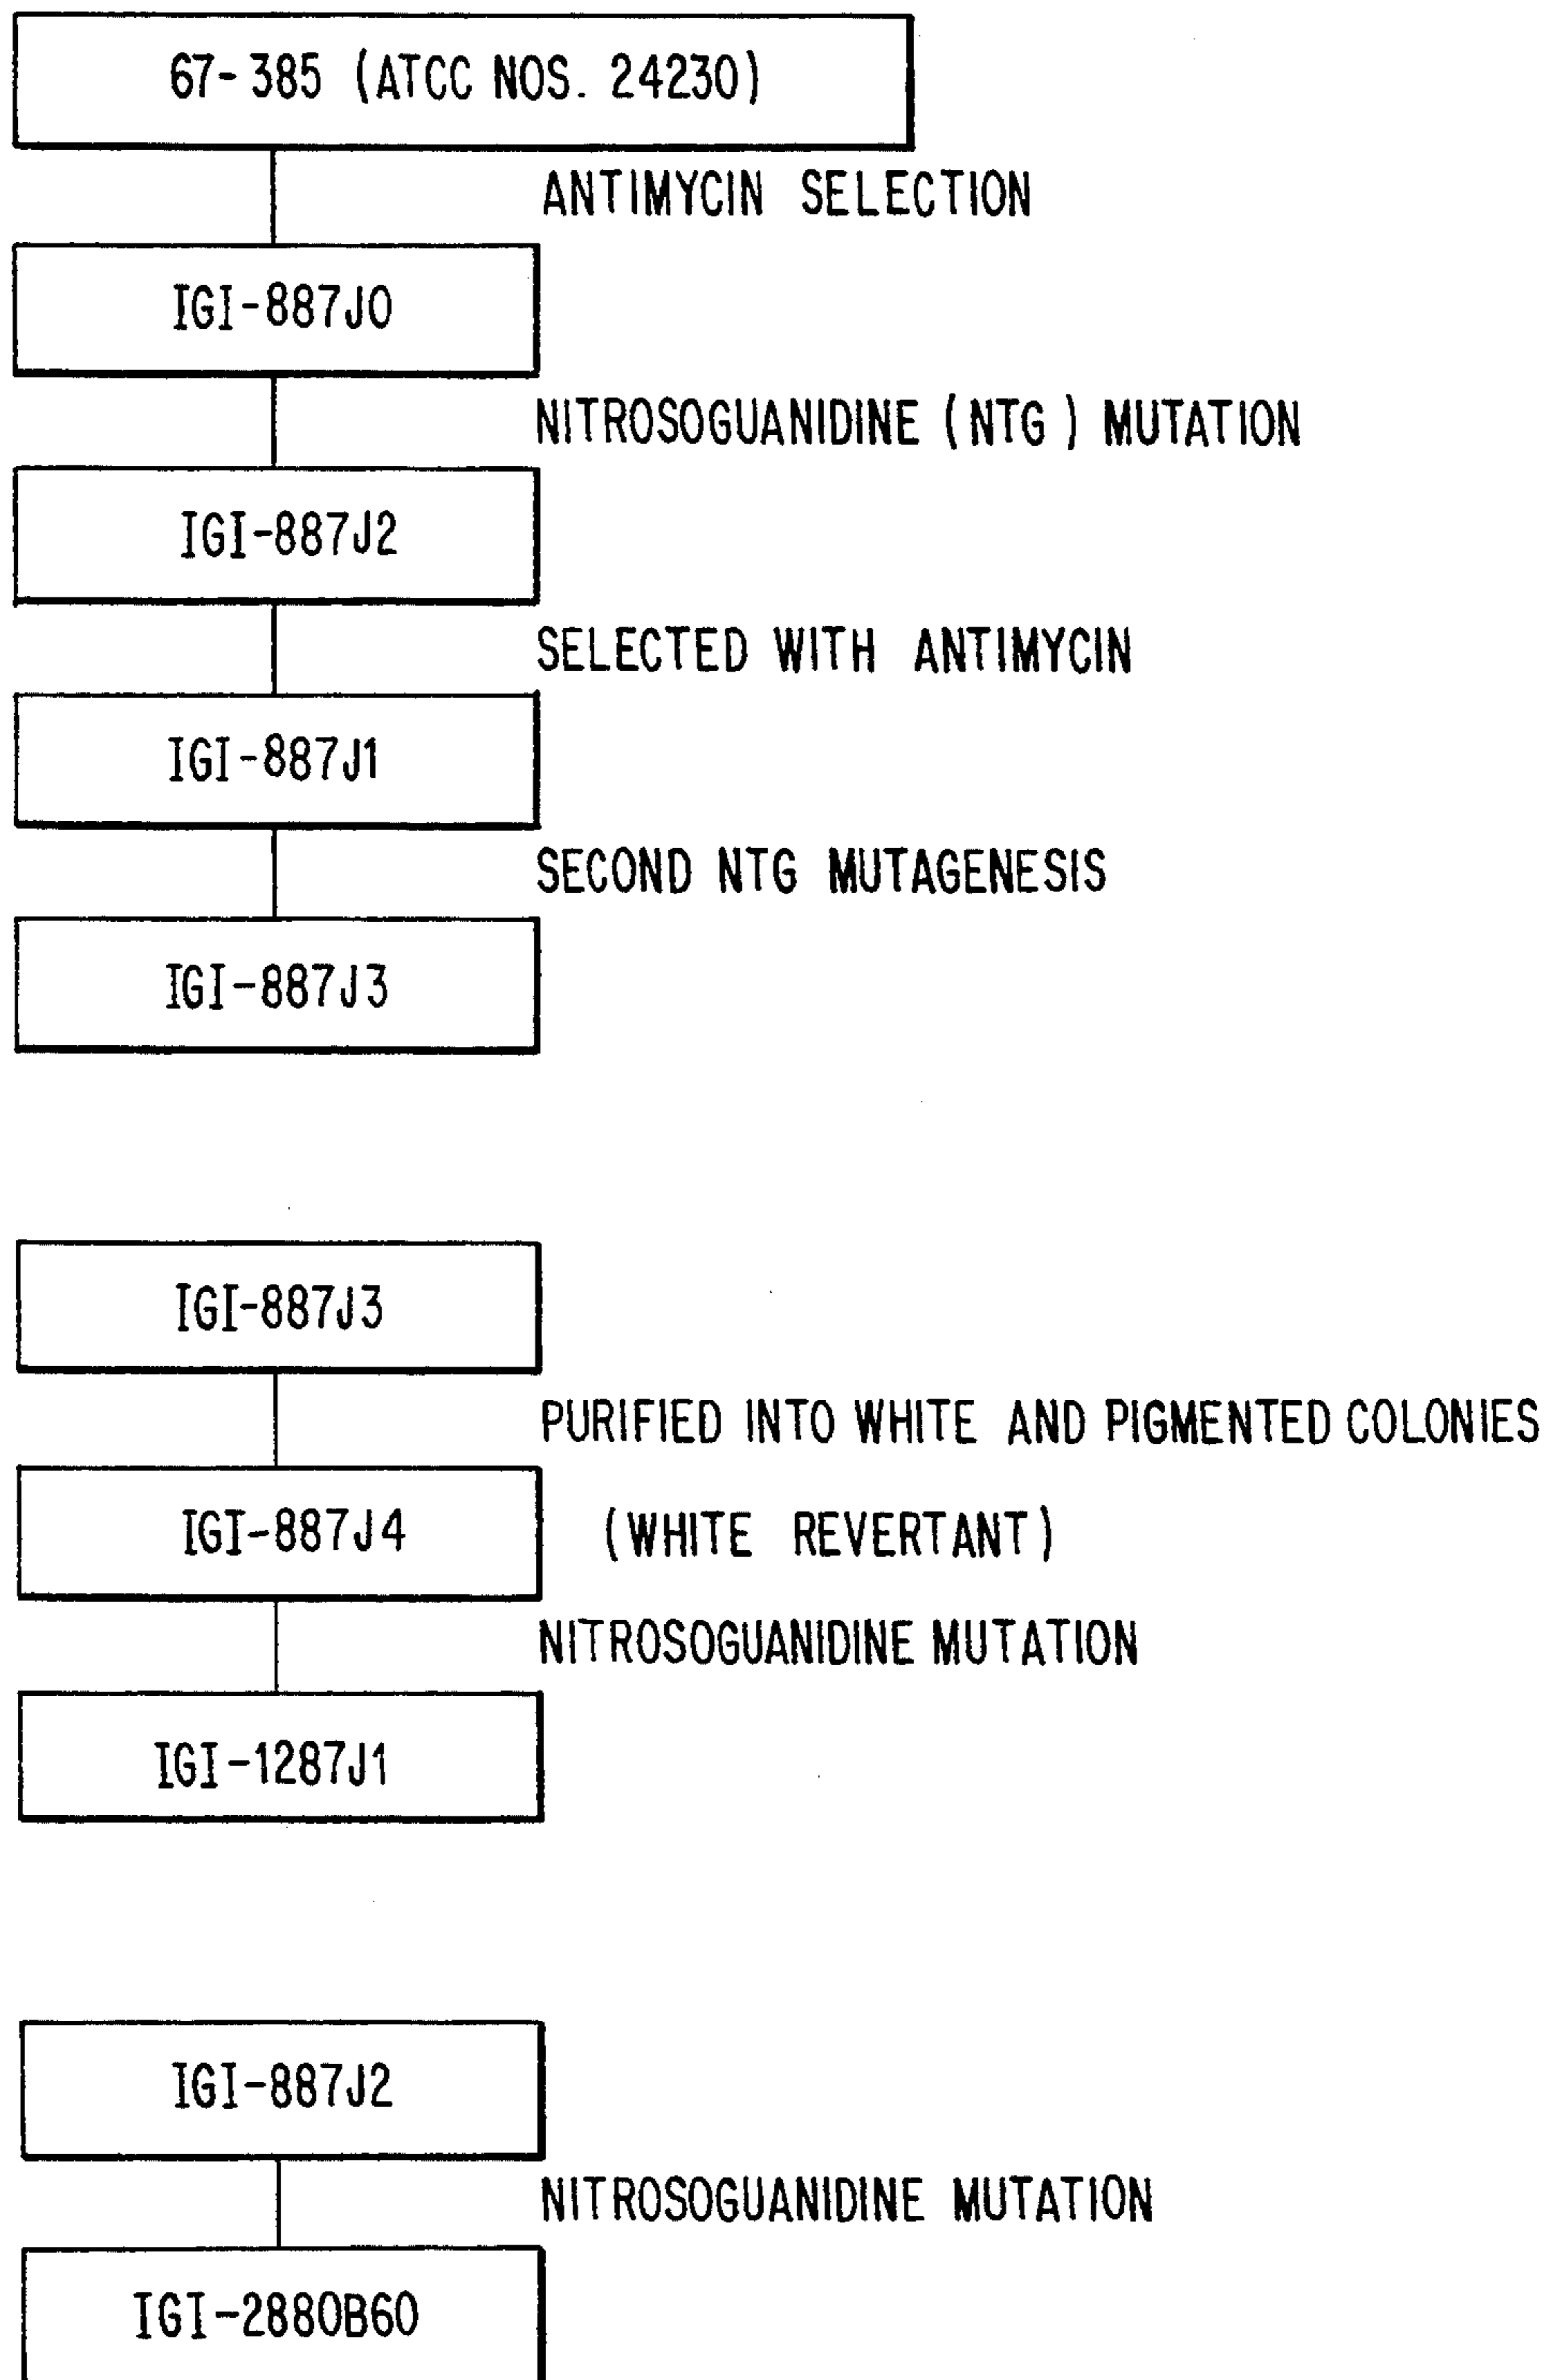 67-385 (ATCC NOS. 24230)
ANTIMYCIN SELECTION
IGI-887J0
NITROSOGUANIDINE (NTG) MUTATION
IGI-887J2
SELECTED WITH ANTIMYCIN
IGI-887J1
SECOND NTG MUTAGENESIS
IGI-887J3
IGI-887J3
PURIFIED INTO WHITE AND PIGMENTED COLONIES
IGI-887J4
(WHITE REVERTANT)
NITROSOGUANIDINE MUTATION
IGI-1287J1
IGI-887J2
NITROSOGUANIDINE MUTATION
IGI-2880B60